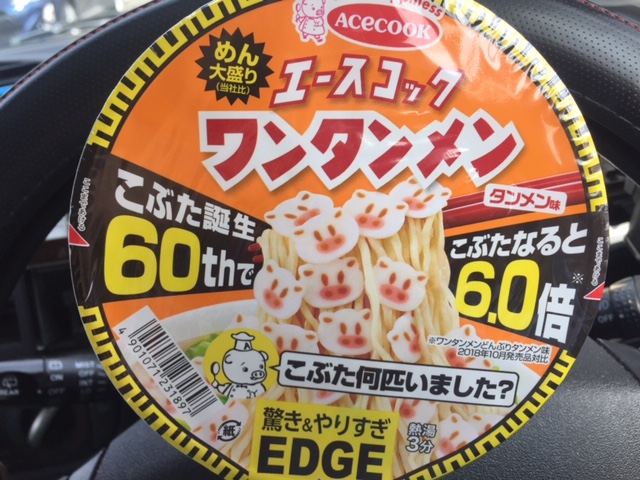 ACECOOK
めん
大盛り
(当社比)
エースコック
ワンタンメン
タンメン味
こぶた誕生
60thで
こぶたなると
6.0倍※
※ワンタンメンどんぶりタンメン味
2018年10月発売品対比
こぶた何匹いました?
4901071231897
紙
驚き&やりすぎ
EDGE
熱湯
3分